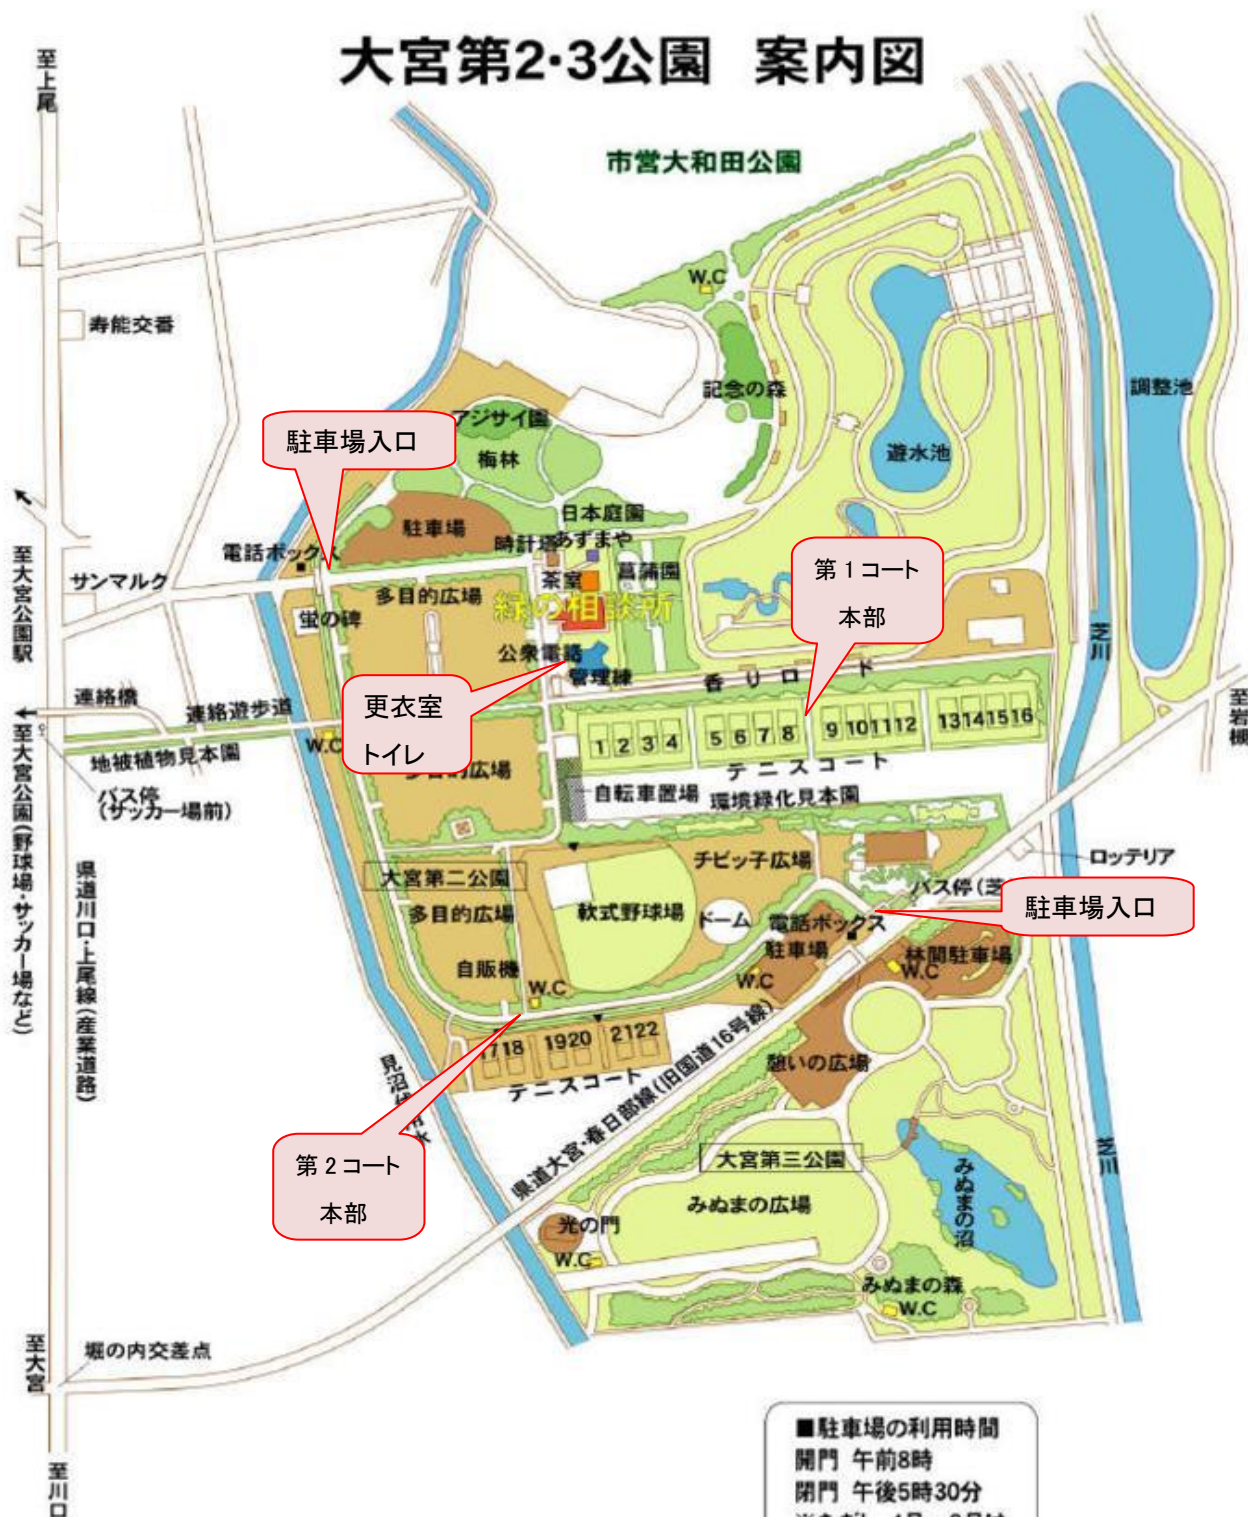 大宮第2・3公園 案内図
至上尾
市営大和田公園
W.C
寿能交番
記念の森
調整池
アジサイ園
駐車場入口
梅林
遊水池
日本庭園
駐車場
時計塔
あずまや
電話ボックス
第1コート
本部
サンマルク
茶室
菖蒲園
多目的広場
緑の相談所
蛍の碑
至大宮公園駅
公衆電話
管理練
芝川
香りロード
更衣室
トイレ
連絡橋
連絡遊歩道
至岩槻
W.C
地被植物見本園
1 2 3 4 5 6 7 8 9 10 11 12 13 14 15 16
テニスコート
多目的広場
バス停
(サッカー場前)
自転車置場
環境緑化見本園
至大宮公園(野球場・サッカー場など)
県道川口・上尾線(産業道路)
チビッ子広場
ロッテリア
大宮第二公園
バス停(芝
駐車場入口
多目的広場
軟式野球場
ドーム
電話ボックス
駐車場
林間駐車場
自販機
W.C
W.C
W.C
17 18 19 20 21 22
テニスコート
憩いの広場
県道大宮・春日部線(旧国道16号線)
見沼
第2コート
本部
大宮第三公園
芝川
みぬまの広場
みぬまの沼
光の門
W.C
みぬまの森
W.C
至大宮
堀の内交差点
至川口
■駐車場の利用時間
開門 午前8時
閉門 午後5時30分